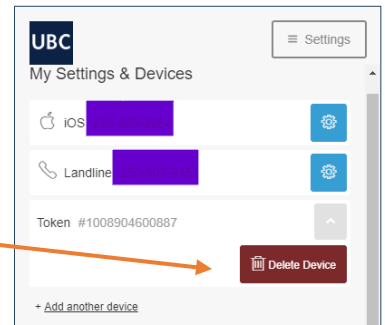 UBC
≡ Settings
My Settings & Devices
iOS
Landline
Token #1008904600887
Delete Device
+ Add another device